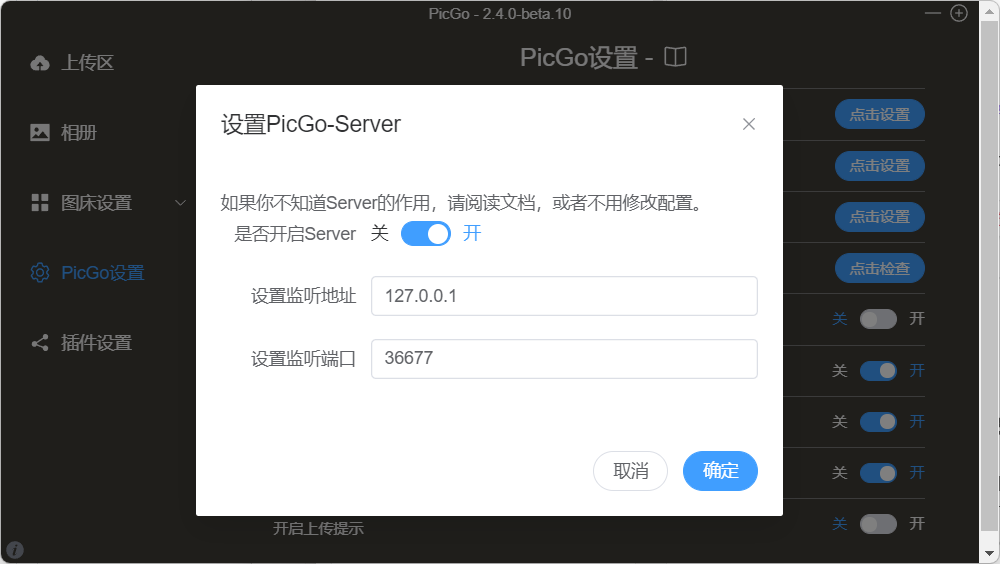 PicGo - 2.4.0-beta.10
上传区
相册
图床设置
PicGo设置
插件设置
PicGo设置 -
点击设置
点击设置
点击设置
点击检查
关 开
关 开
关 开
关 开
开启上传提示 关 开
设置PicGo-Server
如果你不知道Server的作用，请阅读文档，或者不用修改配置。
是否开启Server 关 开
设置监听地址 127.0.0.1
设置监听端口 36677
取消 确定